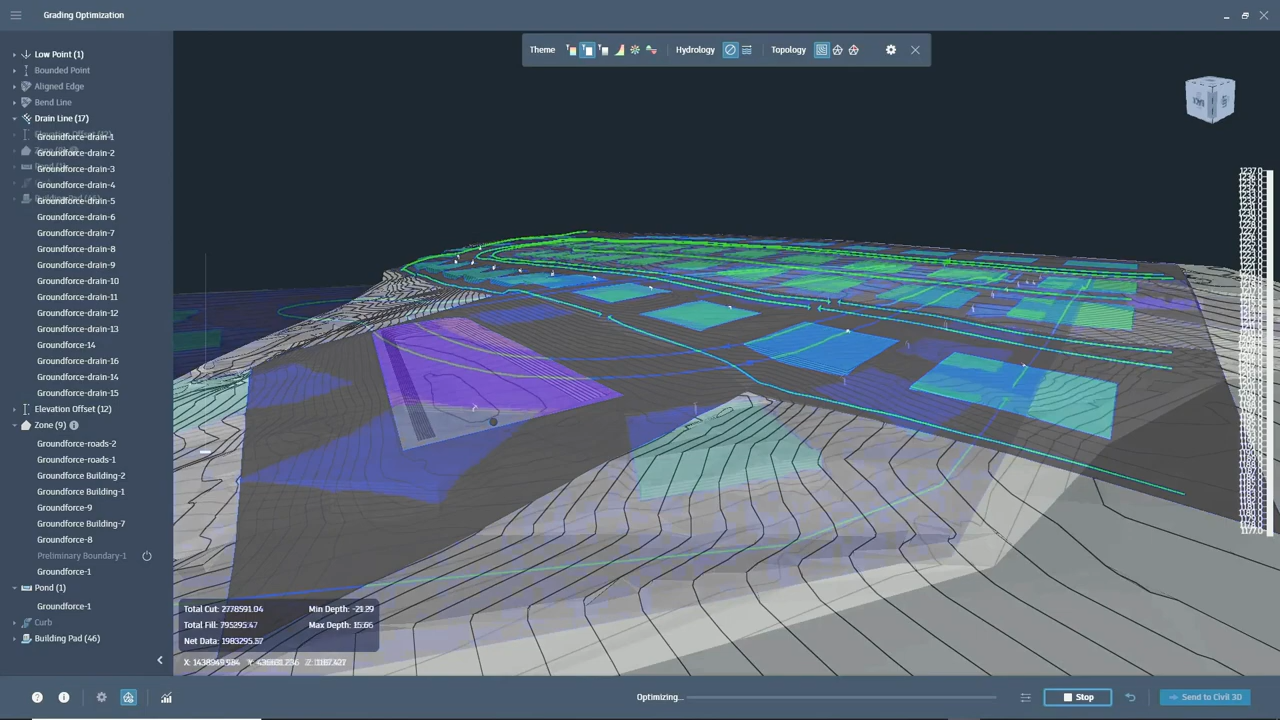 Grading Optimization
Theme
Hydrology
Topology
Low Point (1)
Bounded Point
Aligned Edge
Bend Line
Drain Line (17)
Groundforce-drain-1
Groundforce-drain-2
Groundforce-drain-3
Groundforce-drain-4
Groundforce-drain-5
Groundforce-drain-6
Groundforce-drain-7
Groundforce-drain-8
Groundforce-drain-9
Groundforce-drain-10
Groundforce-drain-11
Groundforce-drain-12
Groundforce-drain-13
Groundforce-14
Groundforce-drain-16
Groundforce-drain-14
Groundforce-drain-15
Elevation Offset (12)
Zone (9)
Groundforce-roads-2
Groundforce-roads-1
Groundforce Building-2
Groundforce Building-1
Groundforce-9
Groundforce Building-7
Groundforce-8
Preliminary Boundary-1
Groundforce-1
Pond (1)
Groundforce-1
Curb
Building Pad (46)
1237.0
1177.0
Total Cut: 2778591.04
Min Depth: -21.29
Total Fill: 795295.47
Max Depth: 15.66
Net Data: 1983295.57
X: 1438949.984
Optimizing...
Stop
Send to Civil 3D